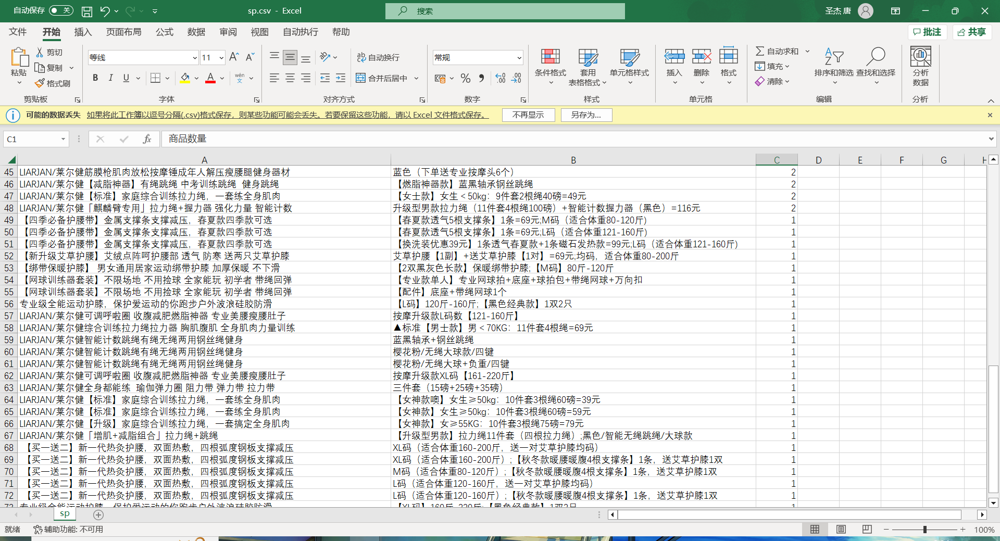 自动保存 关 sp.csv - Excel 搜索 圣杰 唐
文件 开始 插入 页面布局 公式 数据 审阅 视图 自动执行 帮助 批注 共享
粘贴 剪切 复制 格式刷 剪贴板
等线 11 B I U A wén 文 字体
ab 自动换行 合并后居中 对齐方式
常规 % 数字
条件格式 套用表格格式 单元格样式 样式
插入 删除 格式 单元格
自动求和 填充 清除 排序和筛选 查找和选择 编辑
分析数据 分析
可能的数据丢失 如果将此工作簿以逗号分隔(.csv)格式保存，则某些功能可能会丢失。若要保留这些功能，请以 Excel 文件格式保存。 不再显示 另存为...
C1 fx 商品数量
A B C D E F G H
45 LIARJAN/莱尔健筋膜枪肌肉放松按摩锤成年人解压瘦腰腿健身器材 蓝色（下单送专业按摩头6个） 2
46 LIARJAN/莱尔健【减脂神器】有绳跳绳 中考训练跳绳 健身跳绳 【燃脂神器款】蓝黑轴承钢丝跳绳 2
47 LIARJAN/莱尔健【标准】家庭综合训练拉力绳，一套练全身肌肉 【女士款】女生＜50kg：9件套2根绳40磅=49元 2
48 LIARJAN/莱尔健「麒麟臂专用」拉力绳+握力器 强化力量 智能计数 升级型男款拉力绳（11件套4根绳100磅）+智能计数握力器（黑色）=116元 2
49 【四季必备护腰带】金属支撑条支撑减压，春夏款四季款可选 【春夏款透气5根支撑条】1条=69元;M码（适合体重80-120斤) 1
50 【四季必备护腰带】金属支撑条支撑减压，春夏款四季款可选 【春夏款透气5根支撑条】1条=69元;L码（适合体重121-160斤) 1
51 【四季必备护腰带】金属支撑条支撑减压，春夏款四季款可选 【换洗装优惠39元】1条透气春夏款+1条磁石发热款=99元;L码（适合体重121-160斤) 1
52 【新升级艾草护腰】艾绒点阵呵护腰部 透气 防寒 送两只艾草护膝 艾草护腰【1副】+送艾草护膝【1对】=69元;均码，适合体重80-200斤 1
53 【绑带保暖护膝】 男女通用居家运动绑带护膝 加厚保暖 不下滑 【2双黑灰色长款】保暖绑带护膝;【M码】80斤-120斤 1
54 【网球训练器套装】不限场地 不用捡球 全家能玩 初学者 带绳回弹 【专业款单人】专业网球拍+底座+球拍包+带绳网球+万向扣 1
55 【网球训练器套装】不限场地 不用捡球 全家能玩 初学者 带绳回弹 【配件】底座+带绳网球1个 1
56 专业级全能运动护膝，保护爱运动的你跑步户外波浪硅胶防滑 【L码】120斤-160斤;【黑色经典款】1双2只 1
57 LIARJAN/莱尔健可调呼啦圈 收腹减肥燃脂神器 专业美腰瘦腰肚子 按摩升级款L码数【121-160斤】 1
58 LIARJAN/莱尔健综合训练拉力绳拉力器 胸肌腹肌 全身肌肉力量训练 ▲标准【男士款】男＜70KG：11件套4根绳=69元 1
59 LIARJAN/莱尔健智能计数跳绳有绳无绳两用钢丝绳健身 蓝黑轴承+钢丝跳绳 1
60 LIARJAN/莱尔健智能计数跳绳有绳无绳两用钢丝绳健身 樱花粉/无绳大球款/四键 1
61 LIARJAN/莱尔健智能计数跳绳有绳无绳两用钢丝绳健身 樱花粉/无绳大球+负重/四键 1
62 LIARJAN/莱尔健可调呼啦圈 收腹减肥燃脂神器 专业美腰瘦腰肚子 按摩升级款XL码【161-220斤】 1
63 LIARJAN/莱尔健全身都能练 瑜伽弹力圈 阻力带 弹力带 拉力带 三件套（15磅+25磅+35磅） 1
64 LIARJAN/莱尔健【标准】家庭综合训练拉力绳，一套练全身肌肉 【女神款噢】女生≥50kg：10件套3根绳60磅=39元 1
65 LIARJAN/莱尔健【标准】家庭综合训练拉力绳，一套练全身肌肉 【女神款】女生≥50kg：10件套3根绳60磅=59元 1
66 LIARJAN/莱尔健【升级】家庭综合训练拉力绳，一套搞定全身肌肉 【女神款】女≥55KG：10件套3根绳75磅=79元 1
67 LIARJAN/莱尔健「增肌+减脂组合」拉力绳+跳绳 【升级型男款】拉力绳11件套（四根拉力绳）;黑色/智能无绳跳绳/大球款 1
68 【买一送二】新一代热灸护腰，双面热敷，四根弧度钢板支撑减压 XL码（适合体重160-200斤，送一对艾草护膝均码） 1
69 【买一送二】新一代热灸护腰，双面热敷，四根弧度钢板支撑减压 XL码（适合体重160-200斤）;【秋冬款暖腰暖腹4根支撑条】1条，送艾草护膝1双 1
70 【买一送二】新一代热灸护腰，双面热敷，四根弧度钢板支撑减压 M码（适合体重80-120斤）;【秋冬款暖腰暖腹4根支撑条】1条，送艾草护膝1双 1
71 【买一送二】新一代热灸护腰，双面热敷，四根弧度钢板支撑减压 L码（适合体重120-160斤，送一对艾草护膝均码） 1
72 【买一送二】新一代热灸护腰，双面热敷，四根弧度钢板支撑减压 L码（适合体重120-160斤）;【秋冬款暖腰暖腹4根支撑条】1条，送艾草护膝1双 1
73 专业级全能运动护膝，保护爱运动的你跑步户外波浪硅胶防滑 【XL码】160斤-220斤;【黑色经典款】1双2只 1
sp
就绪 辅助功能: 不可用 100%